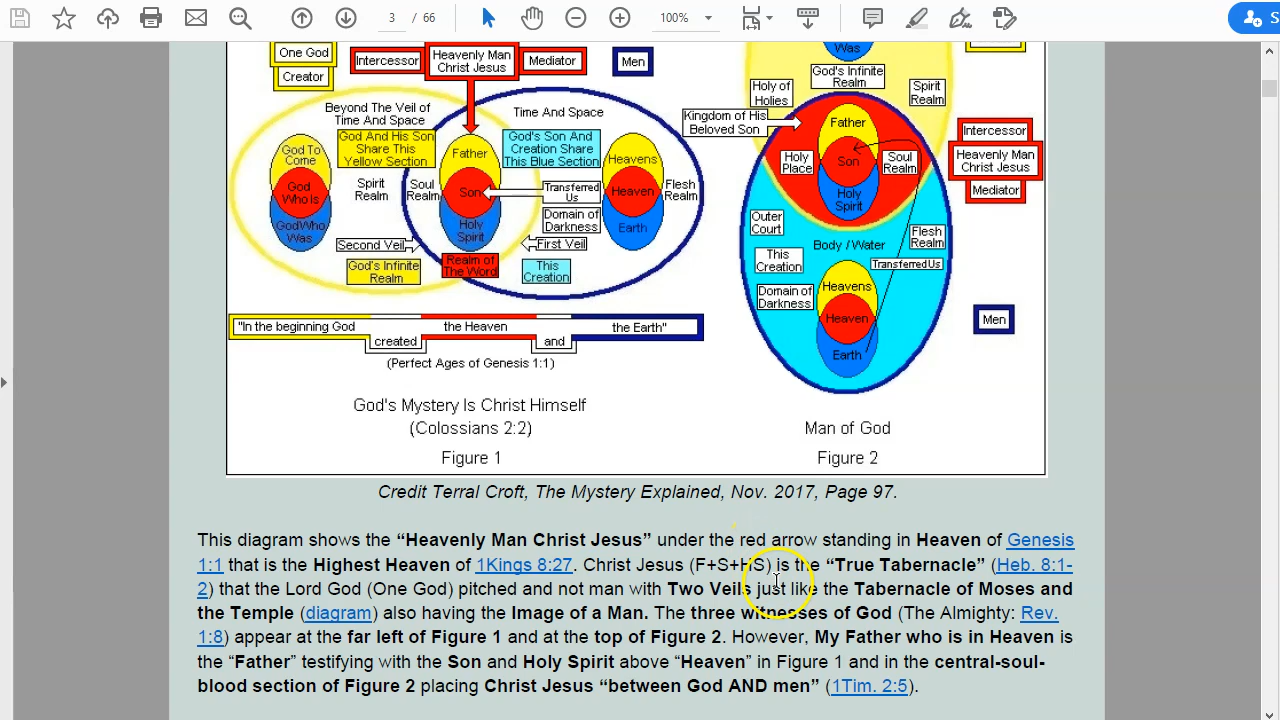 3 / 66
100%
S
One God
Creator
Intercessor
Heavenly Man
Christ Jesus
Mediator
Men
Beyond The Veil of
Time And Space
Time And Space
God And His Son
Share This
Yellow Section
God's Son And
Creation Share
This Blue Section
God To
Come
God
Who Is
God Who
Was
Spirit
Realm
Soul
Realm
Father
Son
Holy
Spirit
Transferred
Us
Domain of
Darkness
Heavens
Heaven
Earth
Flesh
Realm
Second Veil
First Veil
God's Infinite
Realm
Realm of
The Word
This
Creation
"In the beginning God
created
the Heaven
and
the Earth"
(Perfect Ages of Genesis 1:1)
God's Mystery Is Christ Himself
(Colossians 2:2)
Figure 1
Was
God's Infinite
Realm
Holy of
Holies
Spirit
Realm
Kingdom of His
Beloved Son
Father
Son
Holy
Spirit
Holy
Place
Soul
Realm
Intercessor
Heavenly Man
Christ Jesus
Mediator
Outer
Court
Body / Water
Flesh
Realm
This
Creation
Transferred Us
Domain of
Darkness
Heavens
Heaven
Earth
Men
Man of God
Figure 2
Credit Terral Croft, The Mystery Explained, Nov. 2017, Page 97.
This diagram shows the “Heavenly Man Christ Jesus” under the red arrow standing in Heaven of Genesis
1:1 that is the Highest Heaven of 1Kings 8:27. Christ Jesus (F+S+HS) is the “True Tabernacle” (Heb. 8:1-
2) that the Lord God (One God) pitched and not man with Two Veils just like the Tabernacle of Moses and
the Temple (diagram) also having the Image of a Man. The three witnesses of God (The Almighty: Rev.
1:8) appear at the far left of Figure 1 and at the top of Figure 2. However, My Father who is in Heaven is
the “Father” testifying with the Son and Holy Spirit above “Heaven” in Figure 1 and in the central-soul-
blood section of Figure 2 placing Christ Jesus “between God AND men” (1Tim. 2:5).